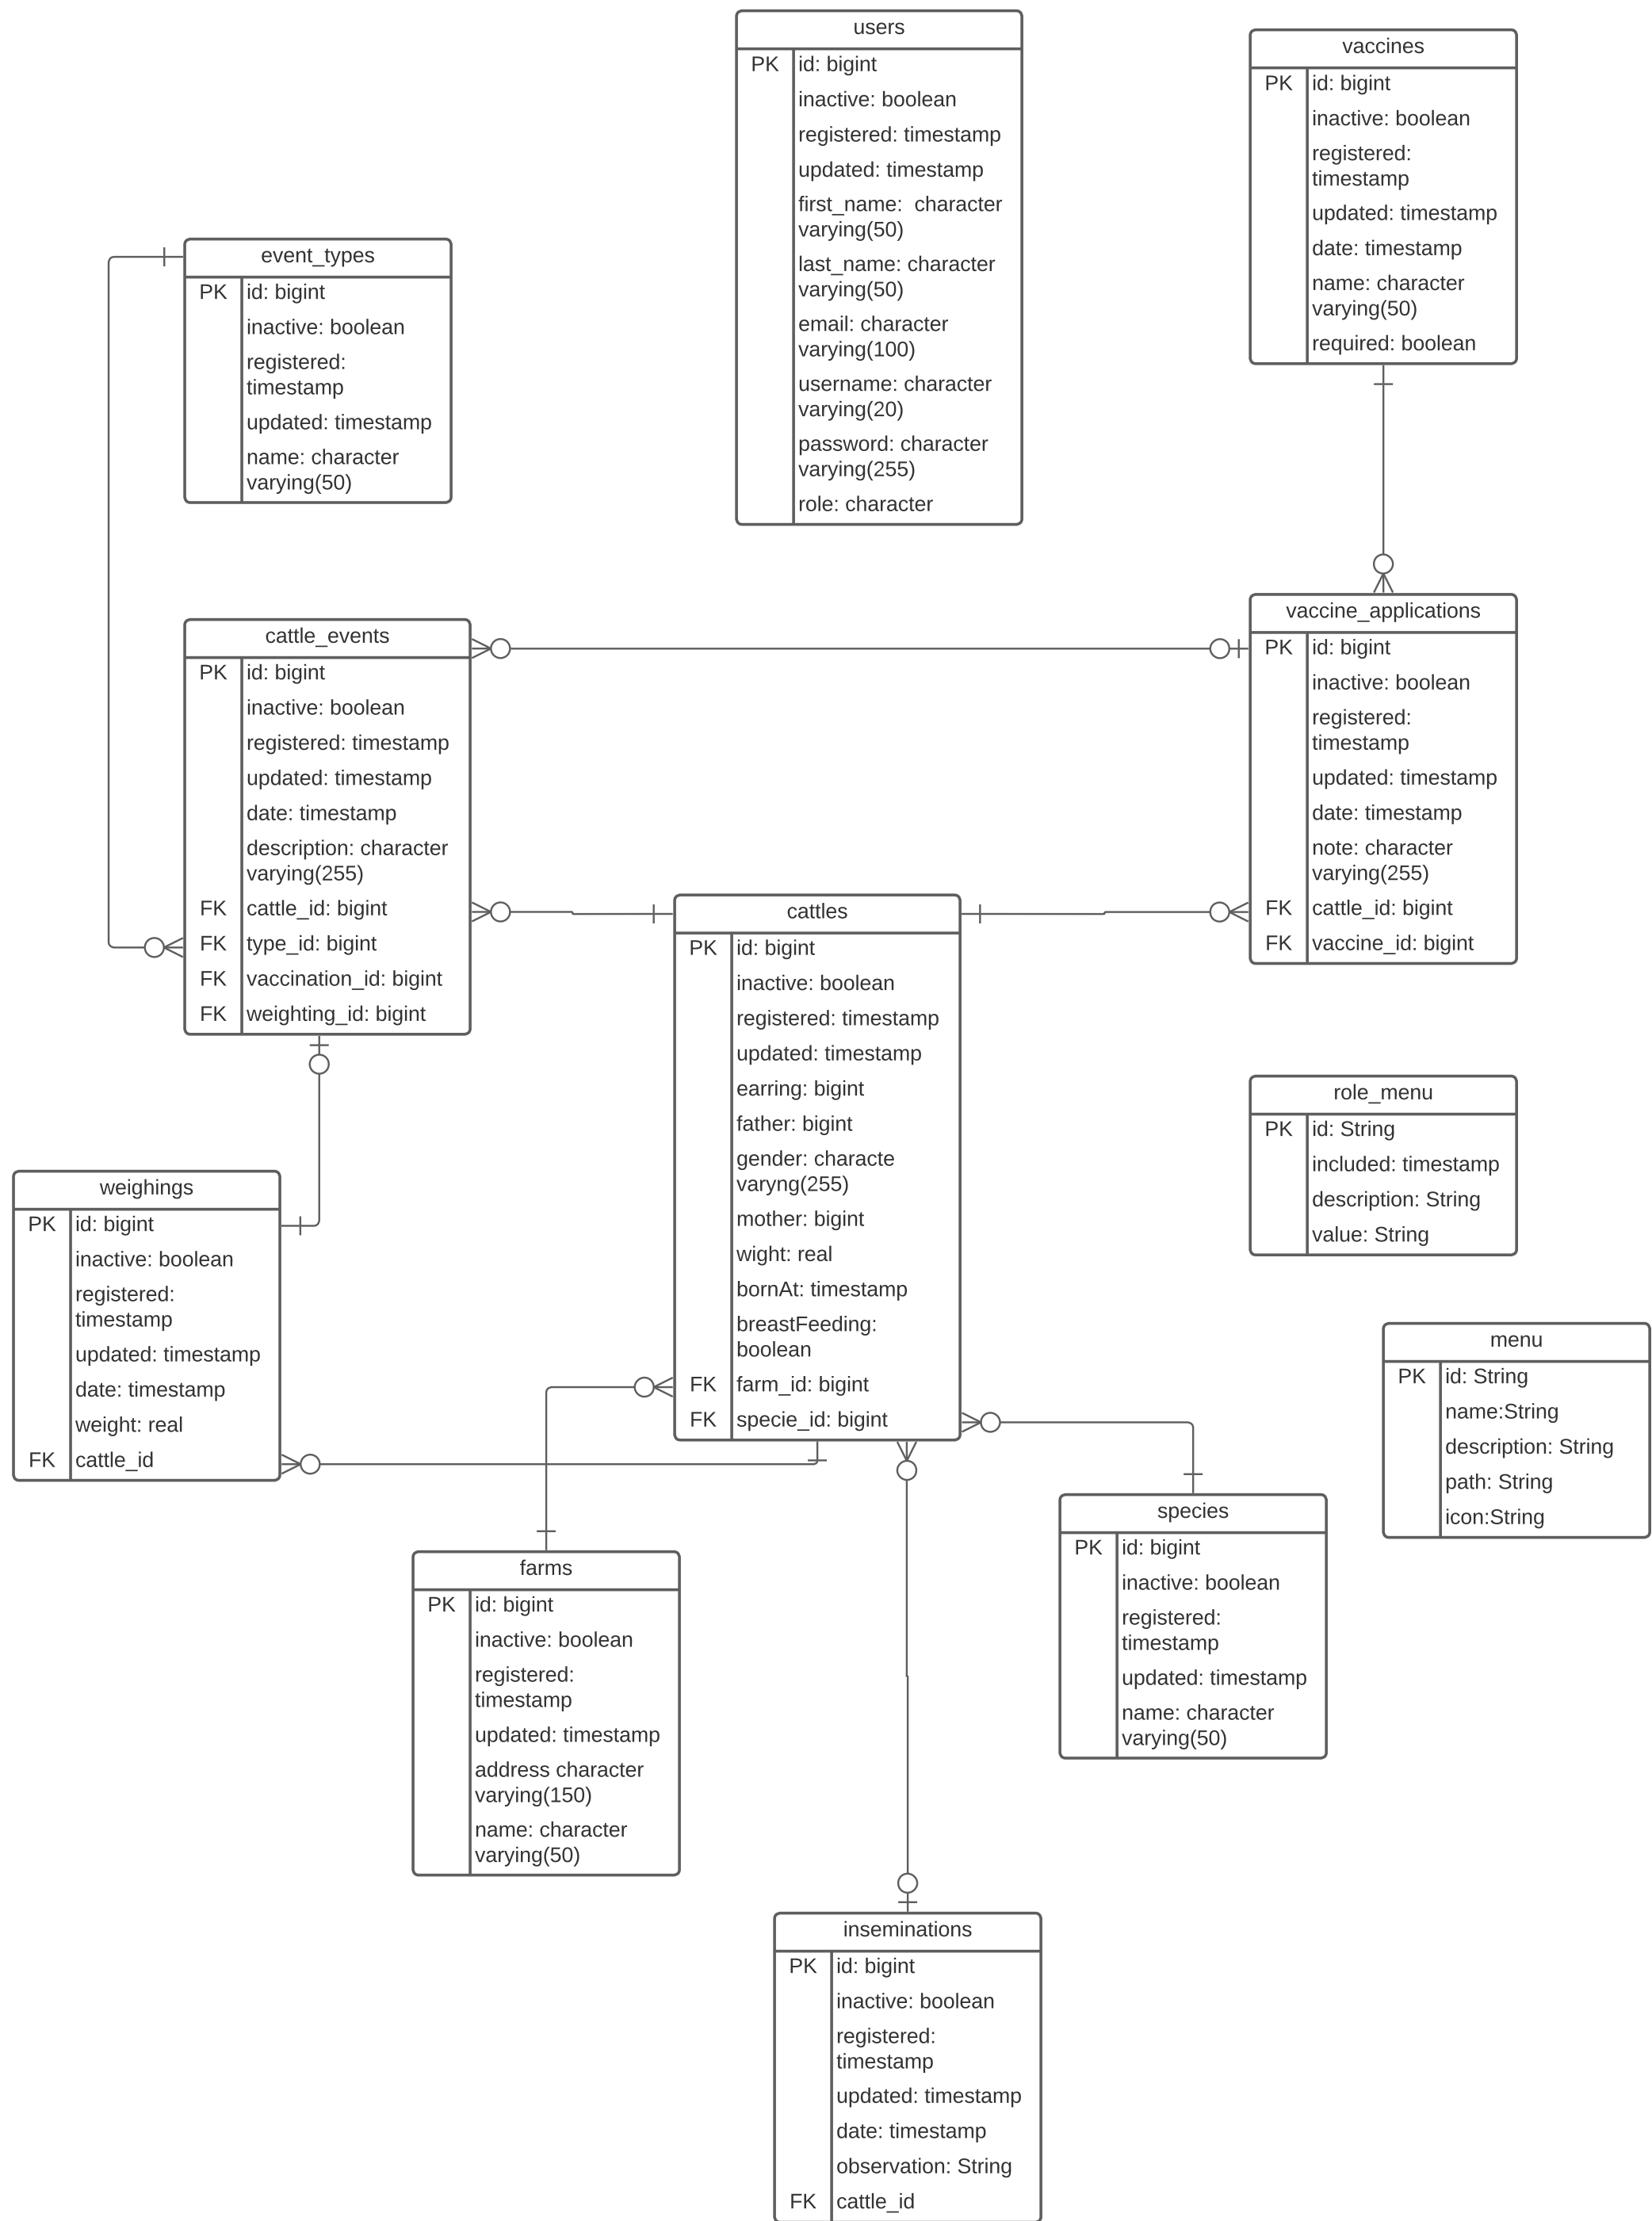 users
PK id: bigint
inactive: boolean
registered: timestamp
updated: timestamp
first_name:  character
varying(50)
last_name: character
varying(50)
email: character
varying(100)
username: character
varying(20)
password: character
varying(255)
role: character
vaccines
PK id: bigint
inactive: boolean
registered:
timestamp
updated: timestamp
date: timestamp
name: character
varying(50)
required: boolean
event_types
PK id: bigint
inactive: boolean
registered:
timestamp
updated: timestamp
name: character
varying(50)
cattle_events
PK id: bigint
inactive: boolean
registered: timestamp
updated: timestamp
date: timestamp
description: character
varying(255)
FK cattle_id: bigint
FK type_id: bigint
FK vaccination_id: bigint
FK weighting_id: bigint
vaccine_applications
PK id: bigint
inactive: boolean
registered:
timestamp
updated: timestamp
date: timestamp
note: character
varying(255)
FK cattle_id: bigint
FK vaccine_id: bigint
cattles
PK id: bigint
inactive: boolean
registered: timestamp
updated: timestamp
earring: bigint
father: bigint
gender: characte
varyng(255)
mother: bigint
wight: real
bornAt: timestamp
breastFeeding:
boolean
FK farm_id: bigint
FK specie_id: bigint
role_menu
PK id: String
included: timestamp
description: String
value: String
weighings
PK id: bigint
inactive: boolean
registered:
timestamp
updated: timestamp
date: timestamp
weight: real
FK cattle_id
menu
PK id: String
name:String
description: String
path: String
icon:String
species
PK id: bigint
inactive: boolean
registered:
timestamp
updated: timestamp
name: character
varying(50)
farms
PK id: bigint
inactive: boolean
registered:
timestamp
updated: timestamp
address character
varying(150)
name: character
varying(50)
inseminations
PK id: bigint
inactive: boolean
registered:
timestamp
updated: timestamp
date: timestamp
observation: String
FK cattle_id